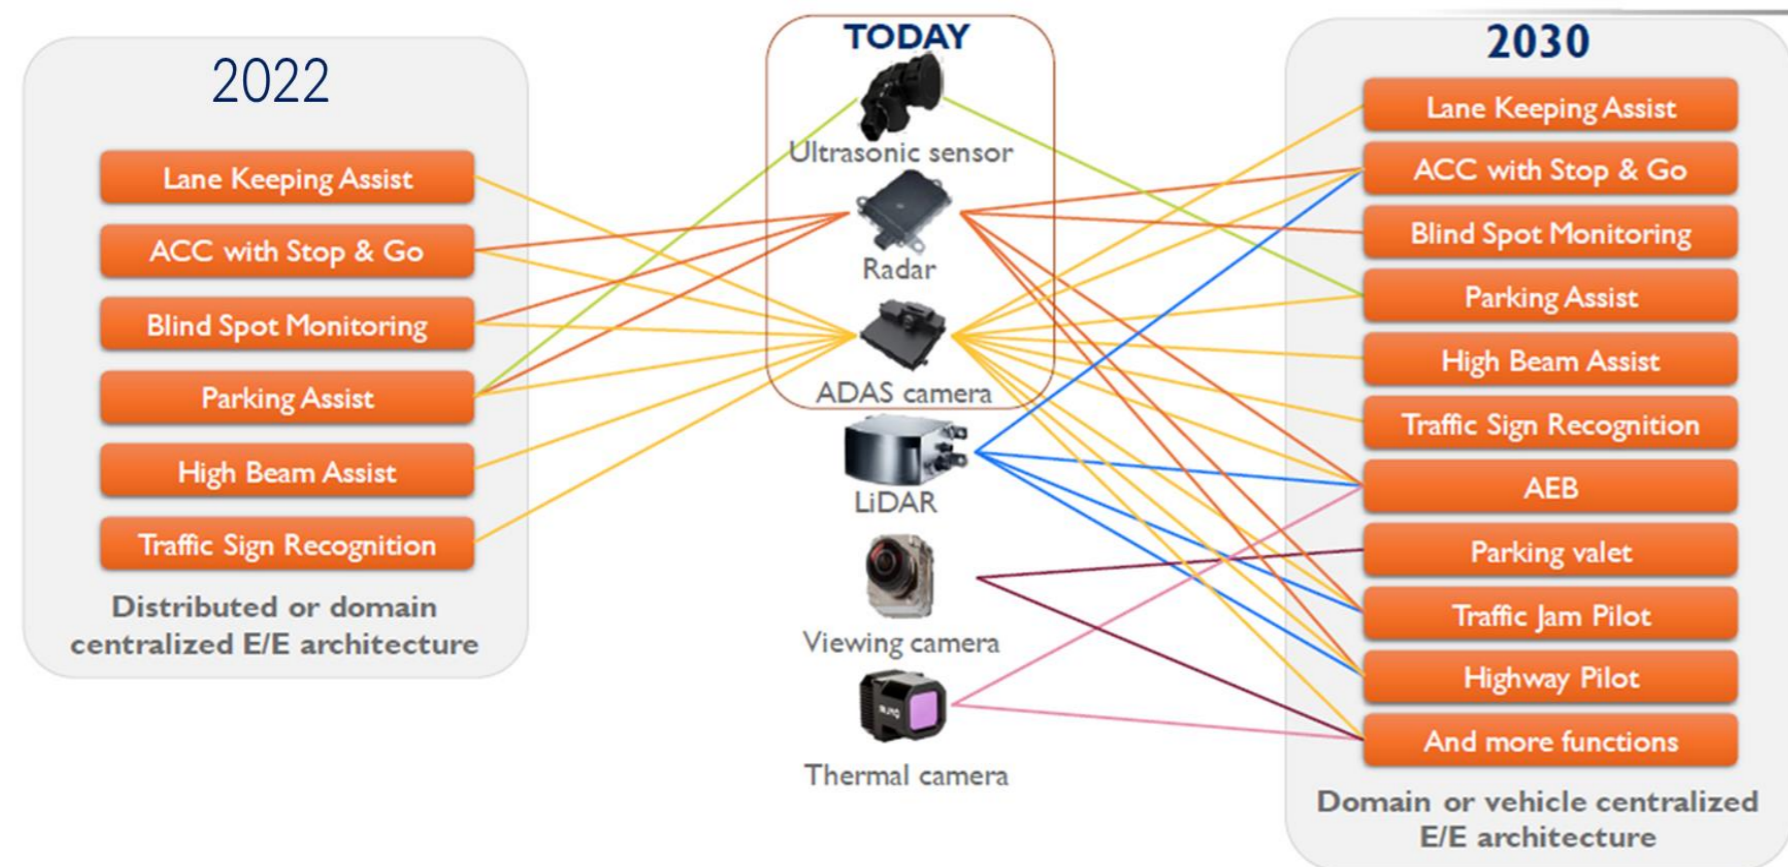 2022
Lane Keeping Assist
ACC with Stop & Go
Blind Spot Monitoring
Parking Assist
High Beam Assist
Traffic Sign Recognition
Distributed or domain
centralized E/E architecture
TODAY
Ultrasonic sensor
Radar
ADAS camera
LiDAR
Viewing camera
Thermal camera
2030
Lane Keeping Assist
ACC with Stop & Go
Blind Spot Monitoring
Parking Assist
High Beam Assist
Traffic Sign Recognition
AEB
Parking valet
Traffic Jam Pilot
Highway Pilot
And more functions
Domain or vehicle centralized
E/E architecture